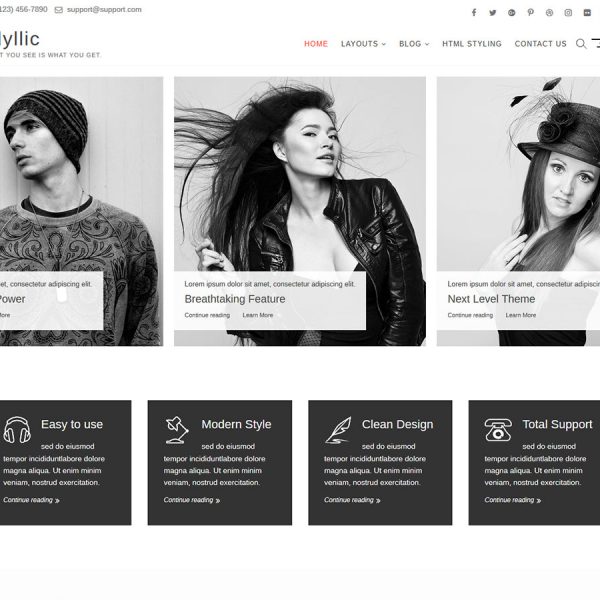 123) 456-7890 support@support.com
dyllic
T YOU SEE IS WHAT YOU GET.
HOME LAYOUTS BLOG HTML STYLING CONTACT US
et, consectetur adipiscing elit.
Power
More
Lorem ipsum dolor sit amet, consectetur adipiscing elit.
Breathtaking Feature
Continue reading Learn More
Lorem ipsum dolor sit amet, consectetur
Next Level Theme
Continue reading Learn More
Easy to use
sed do eiusmod
tempor incididuntlabore dolore
magna aliqua. Ut enim minim
veniam, nostrud exercitation.
Continue reading »
Modern Style
sed do eiusmod
tempor incididuntlabore dolore
magna aliqua. Ut enim minim
veniam, nostrud exercitation.
Continue reading »
Clean Design
sed do eiusmod
tempor incididuntlabore dolore
magna aliqua. Ut enim minim
veniam, nostrud exercitation.
Continue reading »
Total Support
sed do eiusmod
tempor incididuntlabore dolore
magna aliqua. Ut enim minim
veniam, nostrud exercitation.
Continue reading »